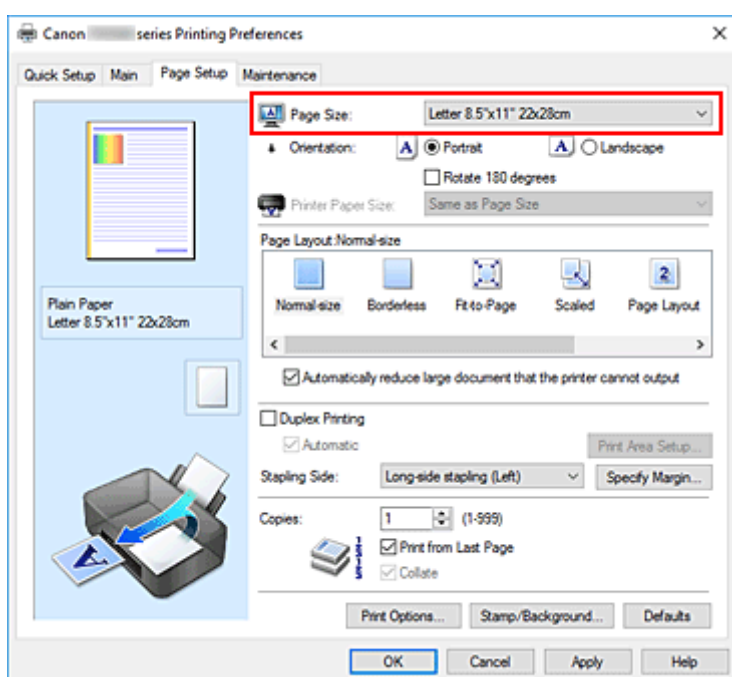 Canon series Printing Preferences
Quick Setup Main Page Setup Maintenance
Page Size: Letter 8.5"x11" 22x28cm
Orientation: A Portrait A Landscape
Rotate 180 degrees
Printer Paper Size: Same as Page Size
Page Layout:Normal-size
2
Normal-size Borderless Fit-to-Page Scaled Page Layout
Plain Paper
Letter 8.5"x11" 22x28cm
Automatically reduce large document that the printer cannot output
Duplex Printing
Automatic
Print Area Setup...
Stapling Side: Long-side stapling (Left) Specify Margin...
Copies: 1 (1-999)
Print from Last Page
Collate
A
Print Options... Stamp/Background... Defaults
OK Cancel Apply Help